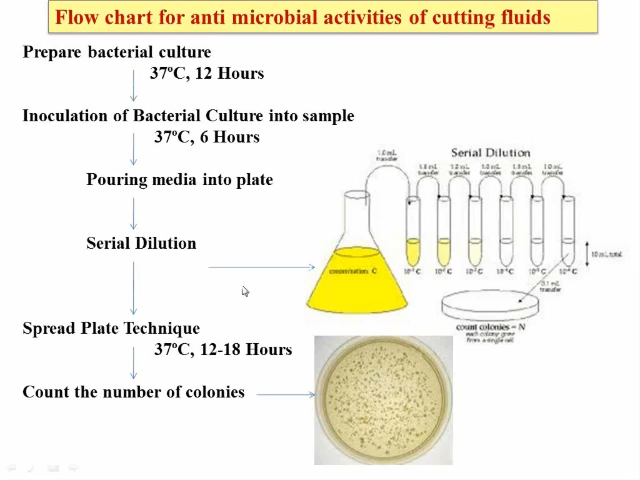 Flow chart for anti microbial activities of cutting fluids
Prepare bacterial culture
37ºC, 12 Hours
Inoculation of Bacterial Culture into sample
37ºC, 6 Hours
Pouring media into plate
Serial Dilution
Spread Plate Technique
37ºC, 12-18 Hours
Count the number of colonies
Serial Dilution
1.0 mL
transfer
1.0 mL
transfer
1.0 mL
transfer
1.0 mL
transfer
1.0 mL
transfer
1.0 mL
transfer
concentration C
10 mL total
0.1 mL
transfer
count colonies = N
each colony grew
from a single cell